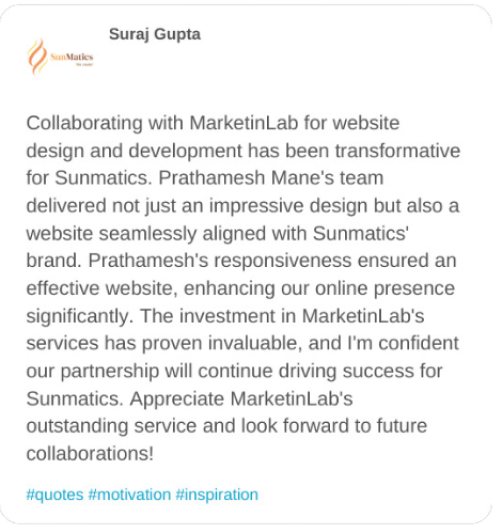 Suraj Gupta
SunMatics
Collaborating with MarketinLab for website
design and development has been transformative
for Sunmatics. Prathamesh Mane's team
delivered not just an impressive design but also a
website seamlessly aligned with Sunmatics'
brand. Prathamesh's responsiveness ensured an
effective website, enhancing our online presence
significantly. The investment in MarketinLab's
services has proven invaluable, and I'm confident
our partnership will continue driving success for
Sunmatics. Appreciate MarketinLab's
outstanding service and look forward to future
collaborations!
#quotes #motivation #inspiration